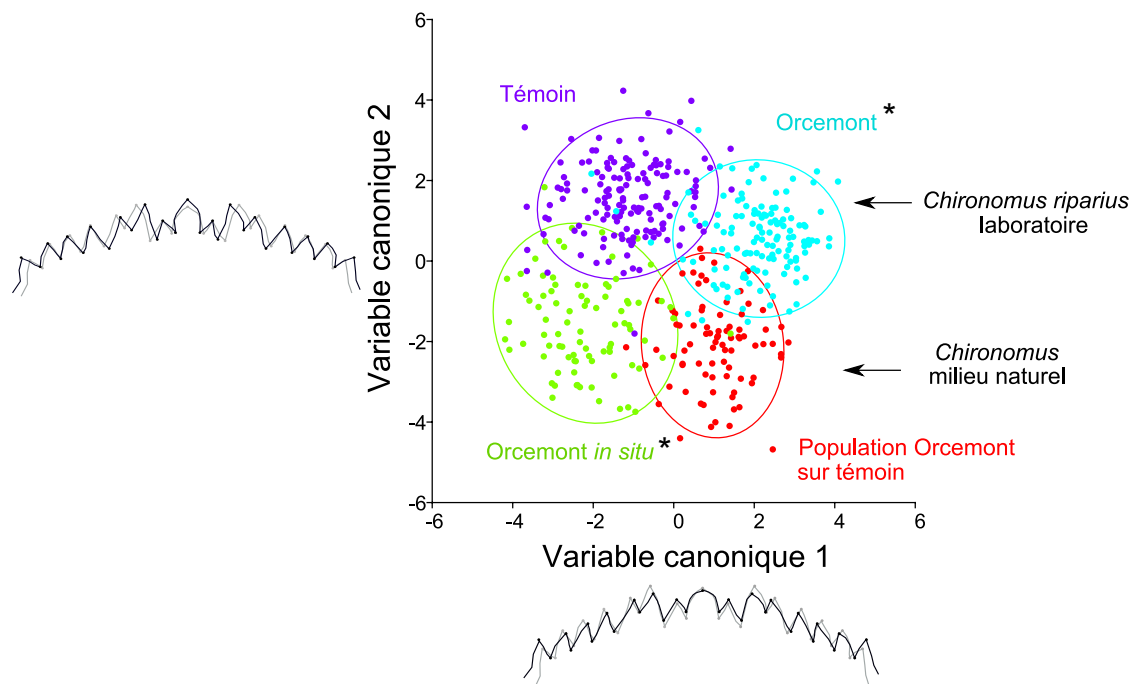 6
Témoin
4
Orcemont *
2
Chironomus riparius
laboratoire
Variable canonique 2
0
-2
Chironomus
milieu naturel
-4
Orcemont in situ *
Population Orcemont
sur témoin
-6
-6 -4 -2 0 2 4 6
Variable canonique 1